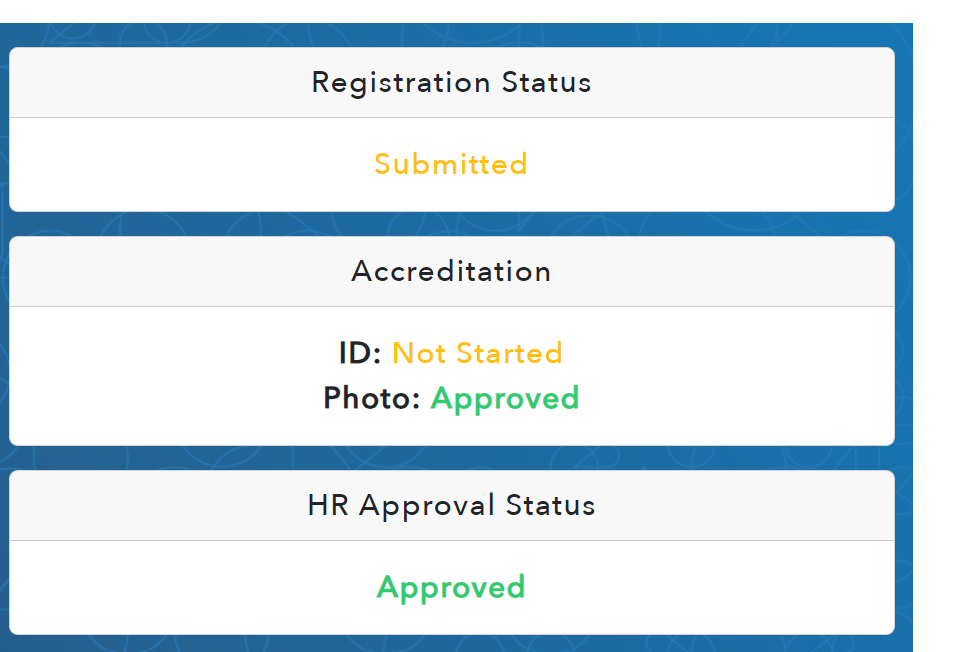 Registration Status
Submitted
Accreditation
ID: Not Started
Photo: Approved
HR Approval Status
Approved